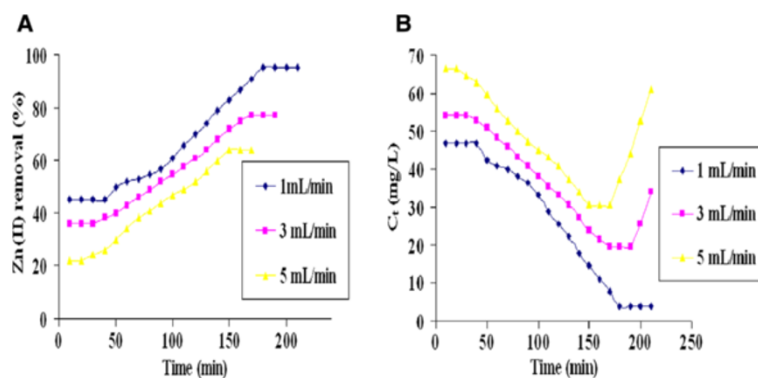 A
Zn(II) removal (%)
100
80
60
40
20
0
0 50 100 150 200
Time (min)
1mL/min
3 mL/min
5 mL/min
B
Ct (mg/L)
70
60
50
40
30
20
10
0
0 50 100 150 200 250
Time (min)
1 mL/min
3 mL/min
5 mL/min